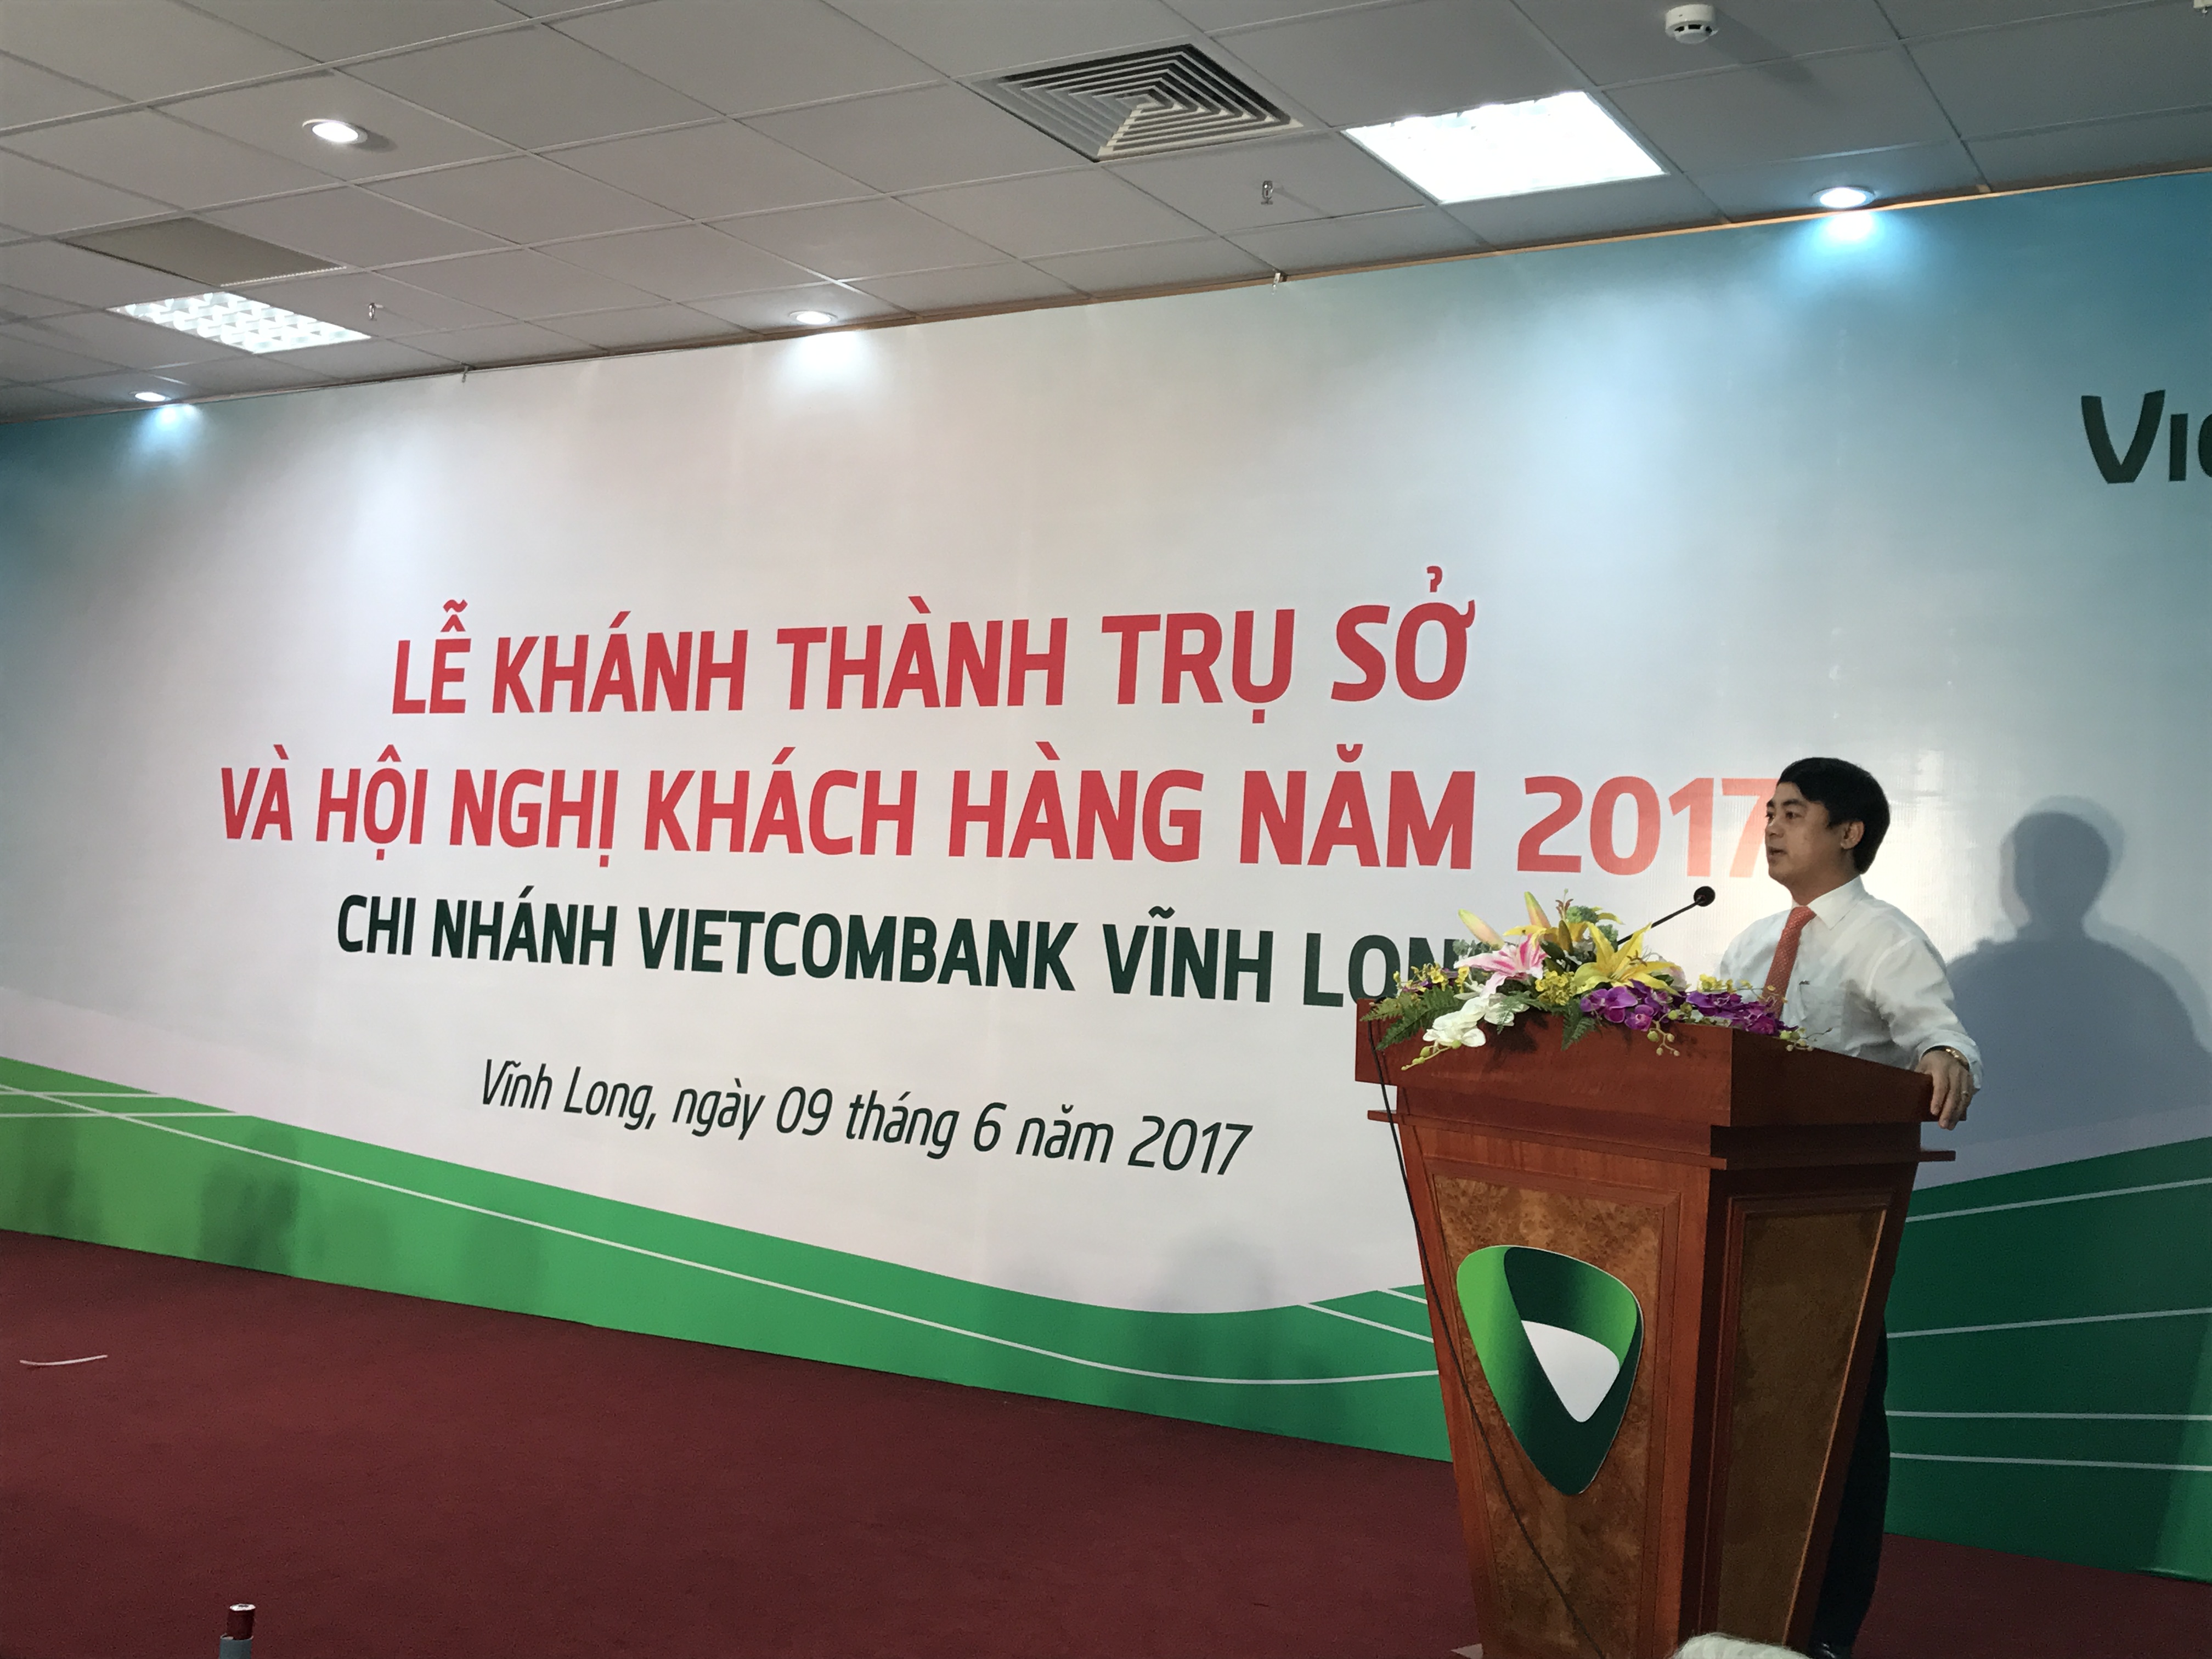 LỄ KHÁNH THÀNH TRỤ SỞ
VÀ HỘI NGHỊ KHÁCH HÀNG NĂM 2017
CHI NHÁNH VIETCOMBANK VĨNH LON
Vĩnh Long, ngày 09 tháng 6 năm 2017